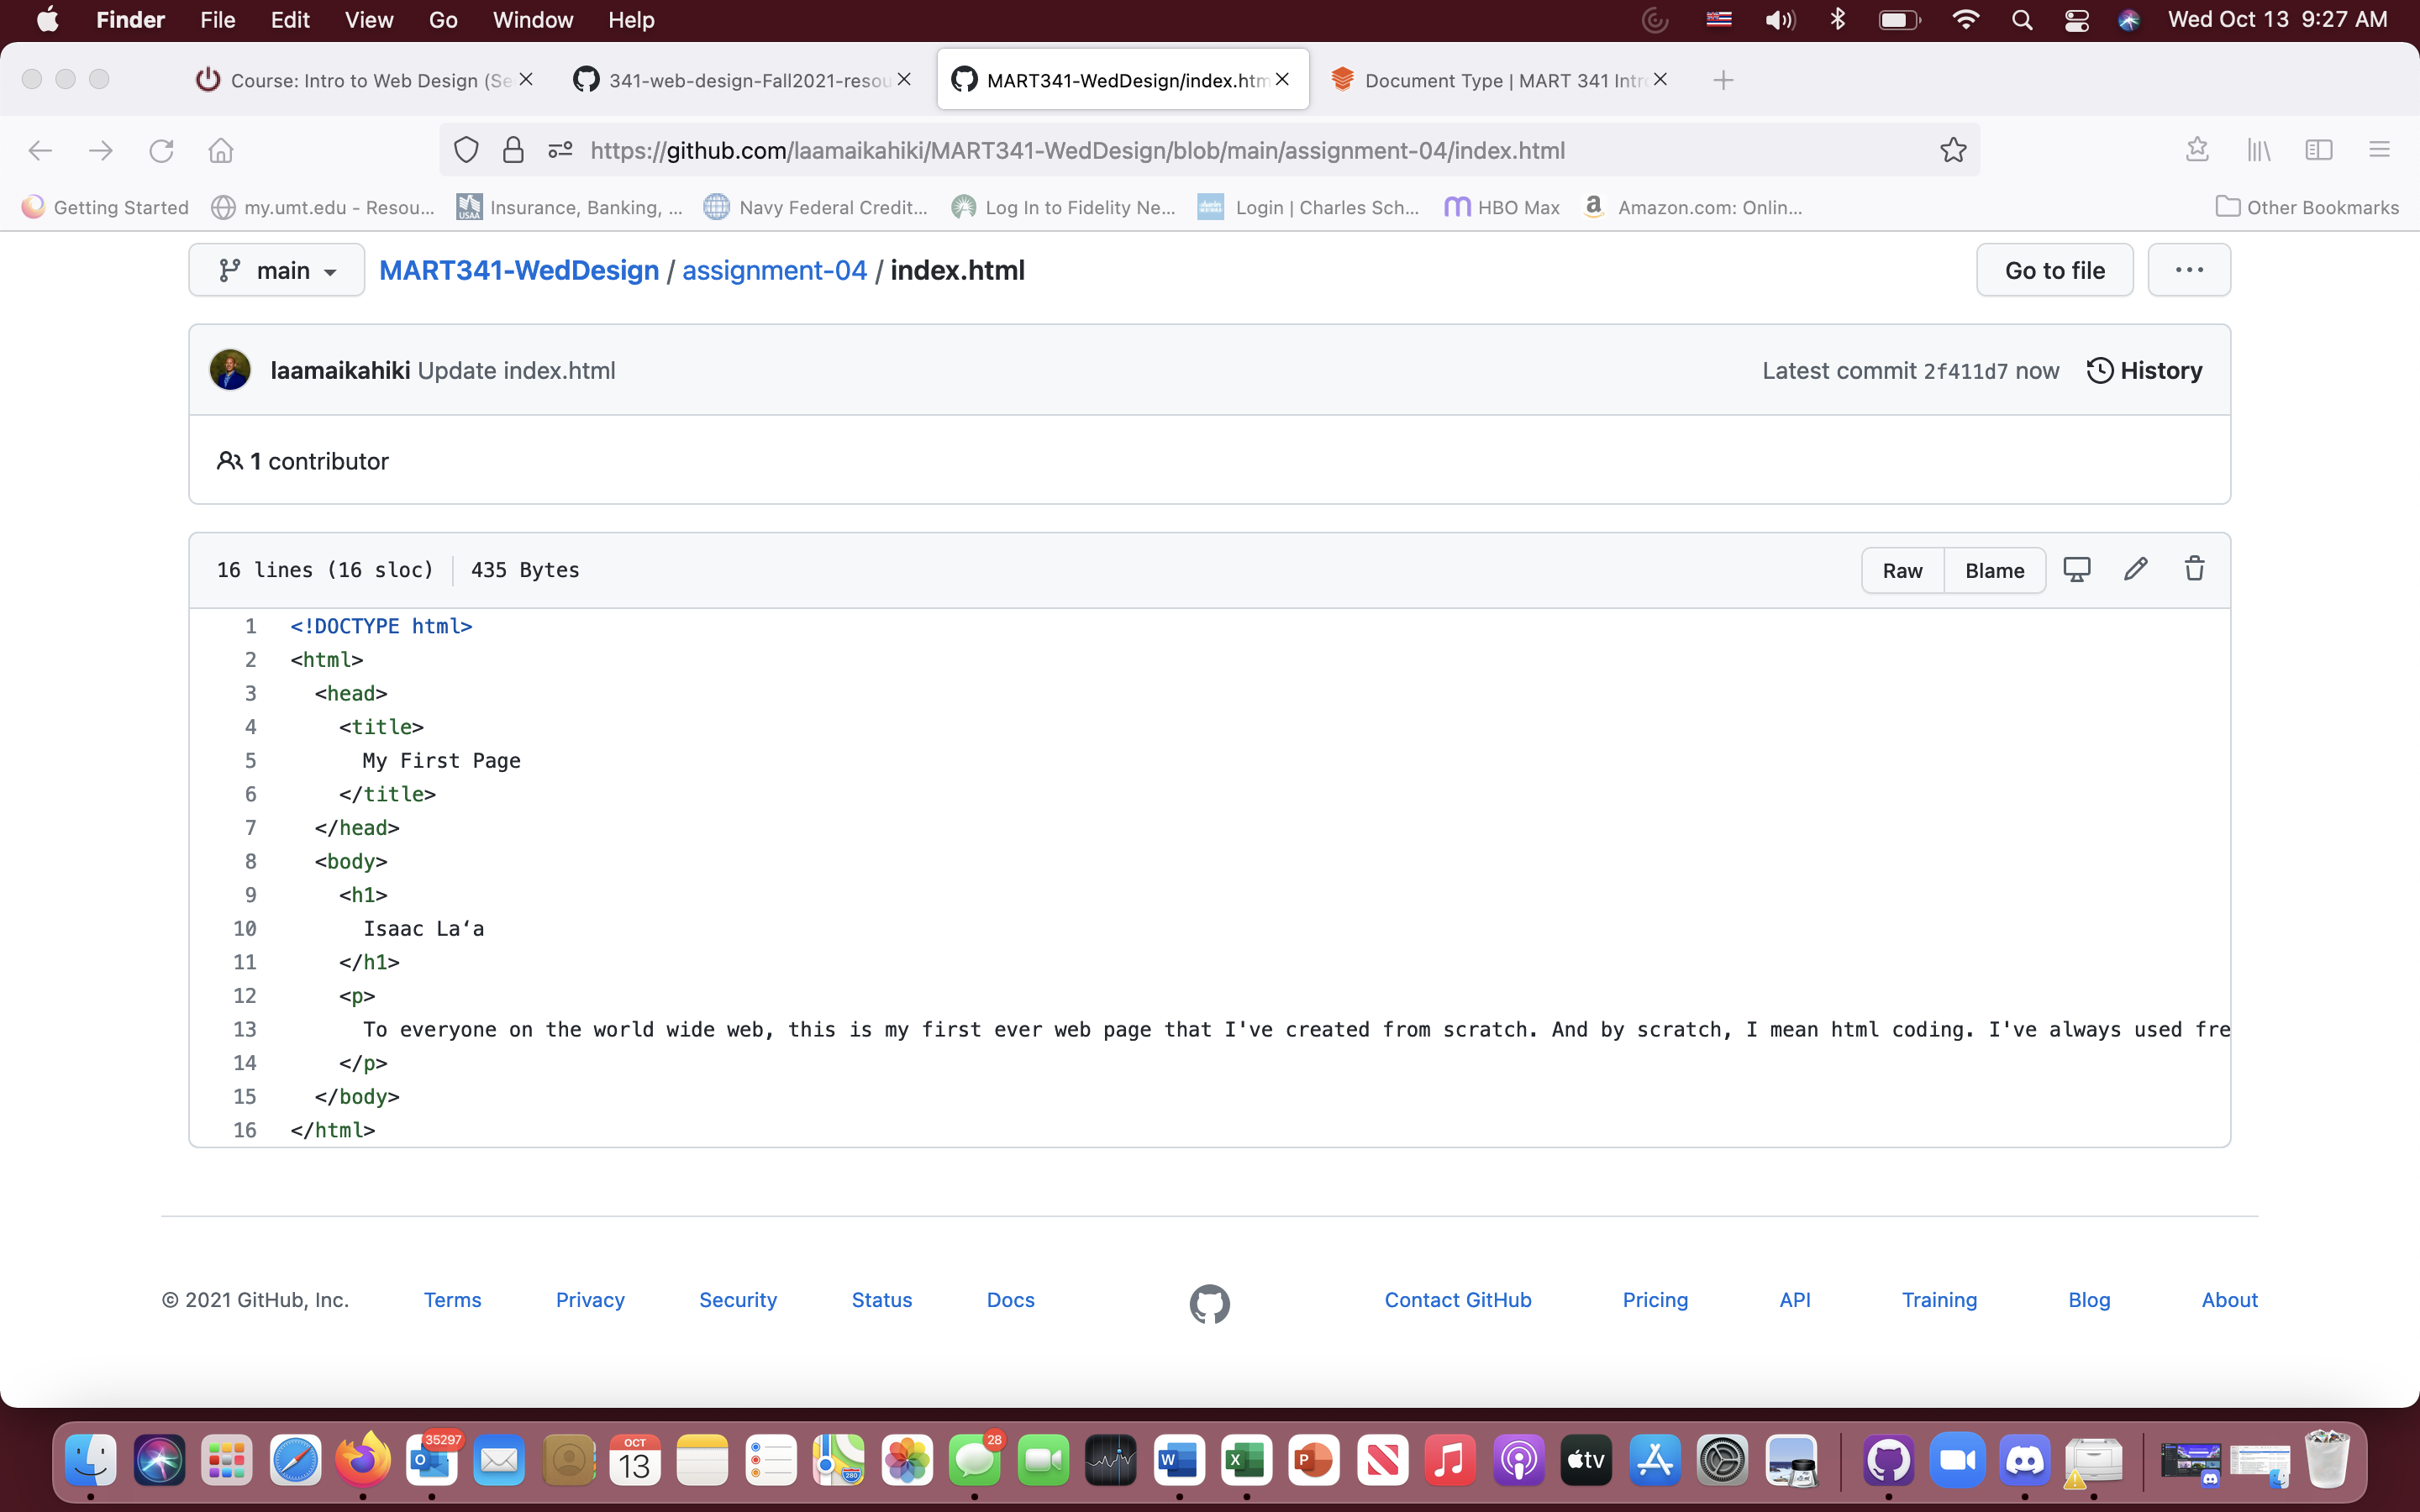 Finder File Edit View Go Window Help Wed Oct 13 9:27 AM
Course: Intro to Web Design (Se 341-web-design-Fall2021-resou MART341-WedDesign/index.htm Document Type | MART 341 Intr
https://github.com/laamaikahiki/MART341-WedDesign/blob/main/assignment-04/index.html
Getting Started my.umt.edu - Resou... USAA Insurance, Banking, ... Navy Federal Credit... Log In to Fidelity Ne... Login | Charles Sch... HBO Max Amazon.com: Onlin... Other Bookmarks
main MART341-WedDesign / assignment-04 / index.html Go to file ...
laamaikahiki Update index.html Latest commit 2f411d7 now History
1 contributor
16 lines (16 sloc) 435 Bytes Raw Blame
1 <!DOCTYPE html>
2 <html>
3 <head>
4 <title>
5 My First Page
6 </title>
7 </head>
8 <body>
9 <h1>
10 Isaac Laʻa
11 </h1>
12 <p>
13 To everyone on the world wide web, this is my first ever web page that I've created from scratch. And by scratch, I mean html coding. I've always used fre
14 </p>
15 </body>
16 </html>
© 2021 GitHub, Inc. Terms Privacy Security Status Docs Contact GitHub Pricing API Training Blog About
35297 OCT 13 280 28 W X P tv